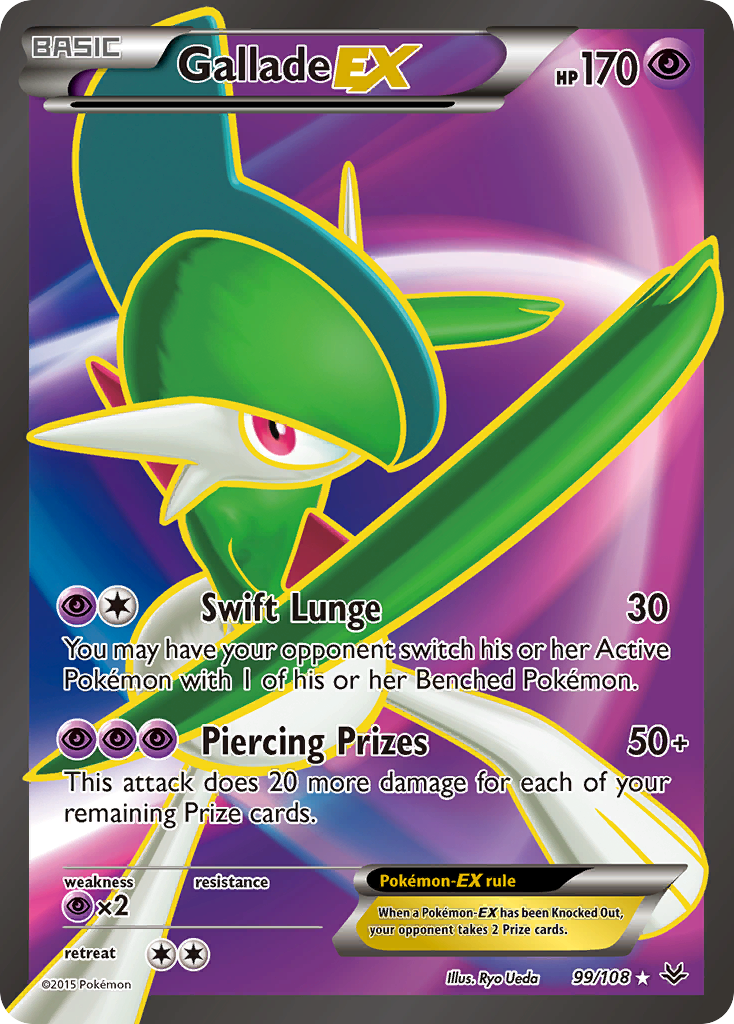 BASIC
Gallade EX
HP 170
Swift Lunge 30
You may have your opponent switch his or her Active
Pokémon with 1 of his or her Benched Pokémon.
Piercing Prizes 50+
This attack does 20 more damage for each of your
remaining Prize cards.
weakness resistance
×2
retreat
Pokémon-EX rule
When a Pokémon-EX has been Knocked Out,
your opponent takes 2 Prize cards.
©2015 Pokémon
Illus. Ryo Ueda 99/108